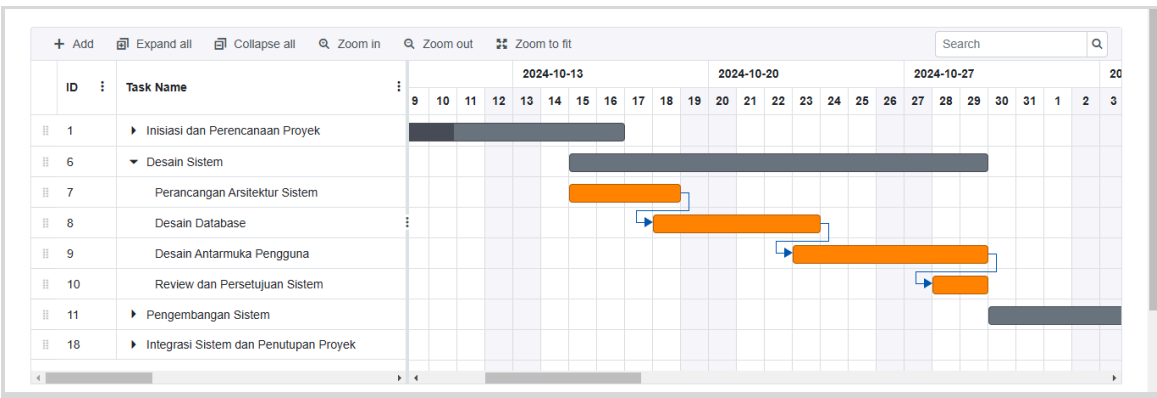 Add Expand all Collapse all Zoom in Zoom out Zoom to fit Search
ID Task Name 2024-10-13 2024-10-20 2024-10-27 20
9 10 11 12 13 14 15 16 17 18 19 20 21 22 23 24 25 26 27 28 29 30 31 1 2 3
1 Inisiasi dan Perencanaan Proyek
6 Desain Sistem
7 Perancangan Arsitektur Sistem
8 Desain Database
9 Desain Antarmuka Pengguna
10 Review dan Persetujuan Sistem
11 Pengembangan Sistem
18 Integrasi Sistem dan Penutupan Proyek